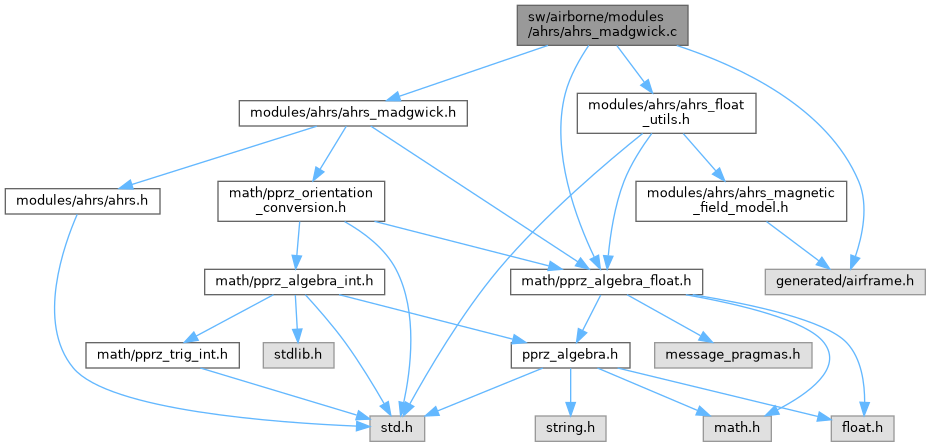 sw/airborne/modules
/ahrs/ahrs_madgwick.c
modules/ahrs/ahrs_madgwick.h
modules/ahrs/ahrs_float
_utils.h
modules/ahrs/ahrs.h
math/pprz_orientation
_conversion.h
modules/ahrs/ahrs_magnetic
_field_model.h
math/pprz_algebra_int.h
math/pprz_algebra_float.h
generated/airframe.h
math/pprz_trig_int.h
stdlib.h
pprz_algebra.h
message_pragmas.h
std.h
string.h
math.h
float.h